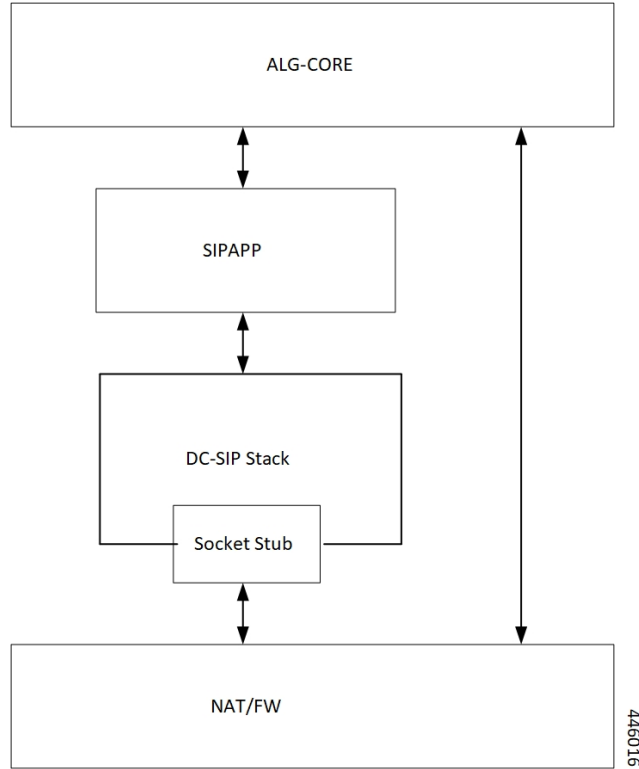 ALG-CORE
SIPAPP
DC-SIP Stack
Socket Stub
NAT/FW
446016